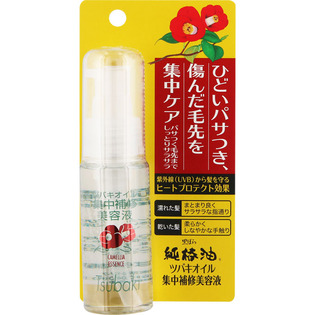 ひどいパサつき、
傷んだ毛先を
集中ケア
パサつく毛先まで
しっとりサラサラ
紫外線(UVB)から髪を守る
ヒートプロテクト効果
濡れた髪
まとまり良く
サラサラな指通り
乾いた髪
柔らかく
しなやかな手触り
黒ばら
純椿油
ツバキオイル
集中補修美容液
バキオイル
集中補修
美容液
CAMELLIA
ESSENCE
Tsubaki